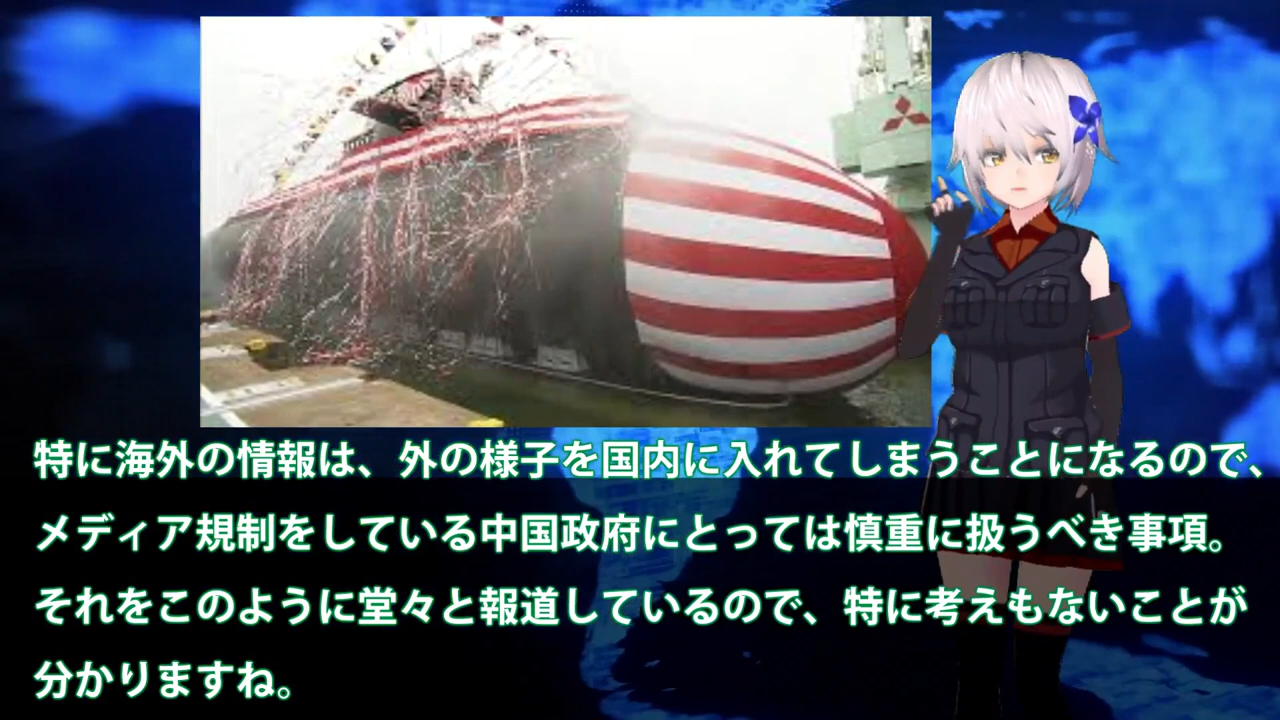 特に海外の情報は、外の様子を国内に入れてしまうことになるので、
メディア規制をしている中国政府にとっては慎重に扱うべき事項。
それをこのように堂々と報道しているので、特に考えもないことが
分かりますね。